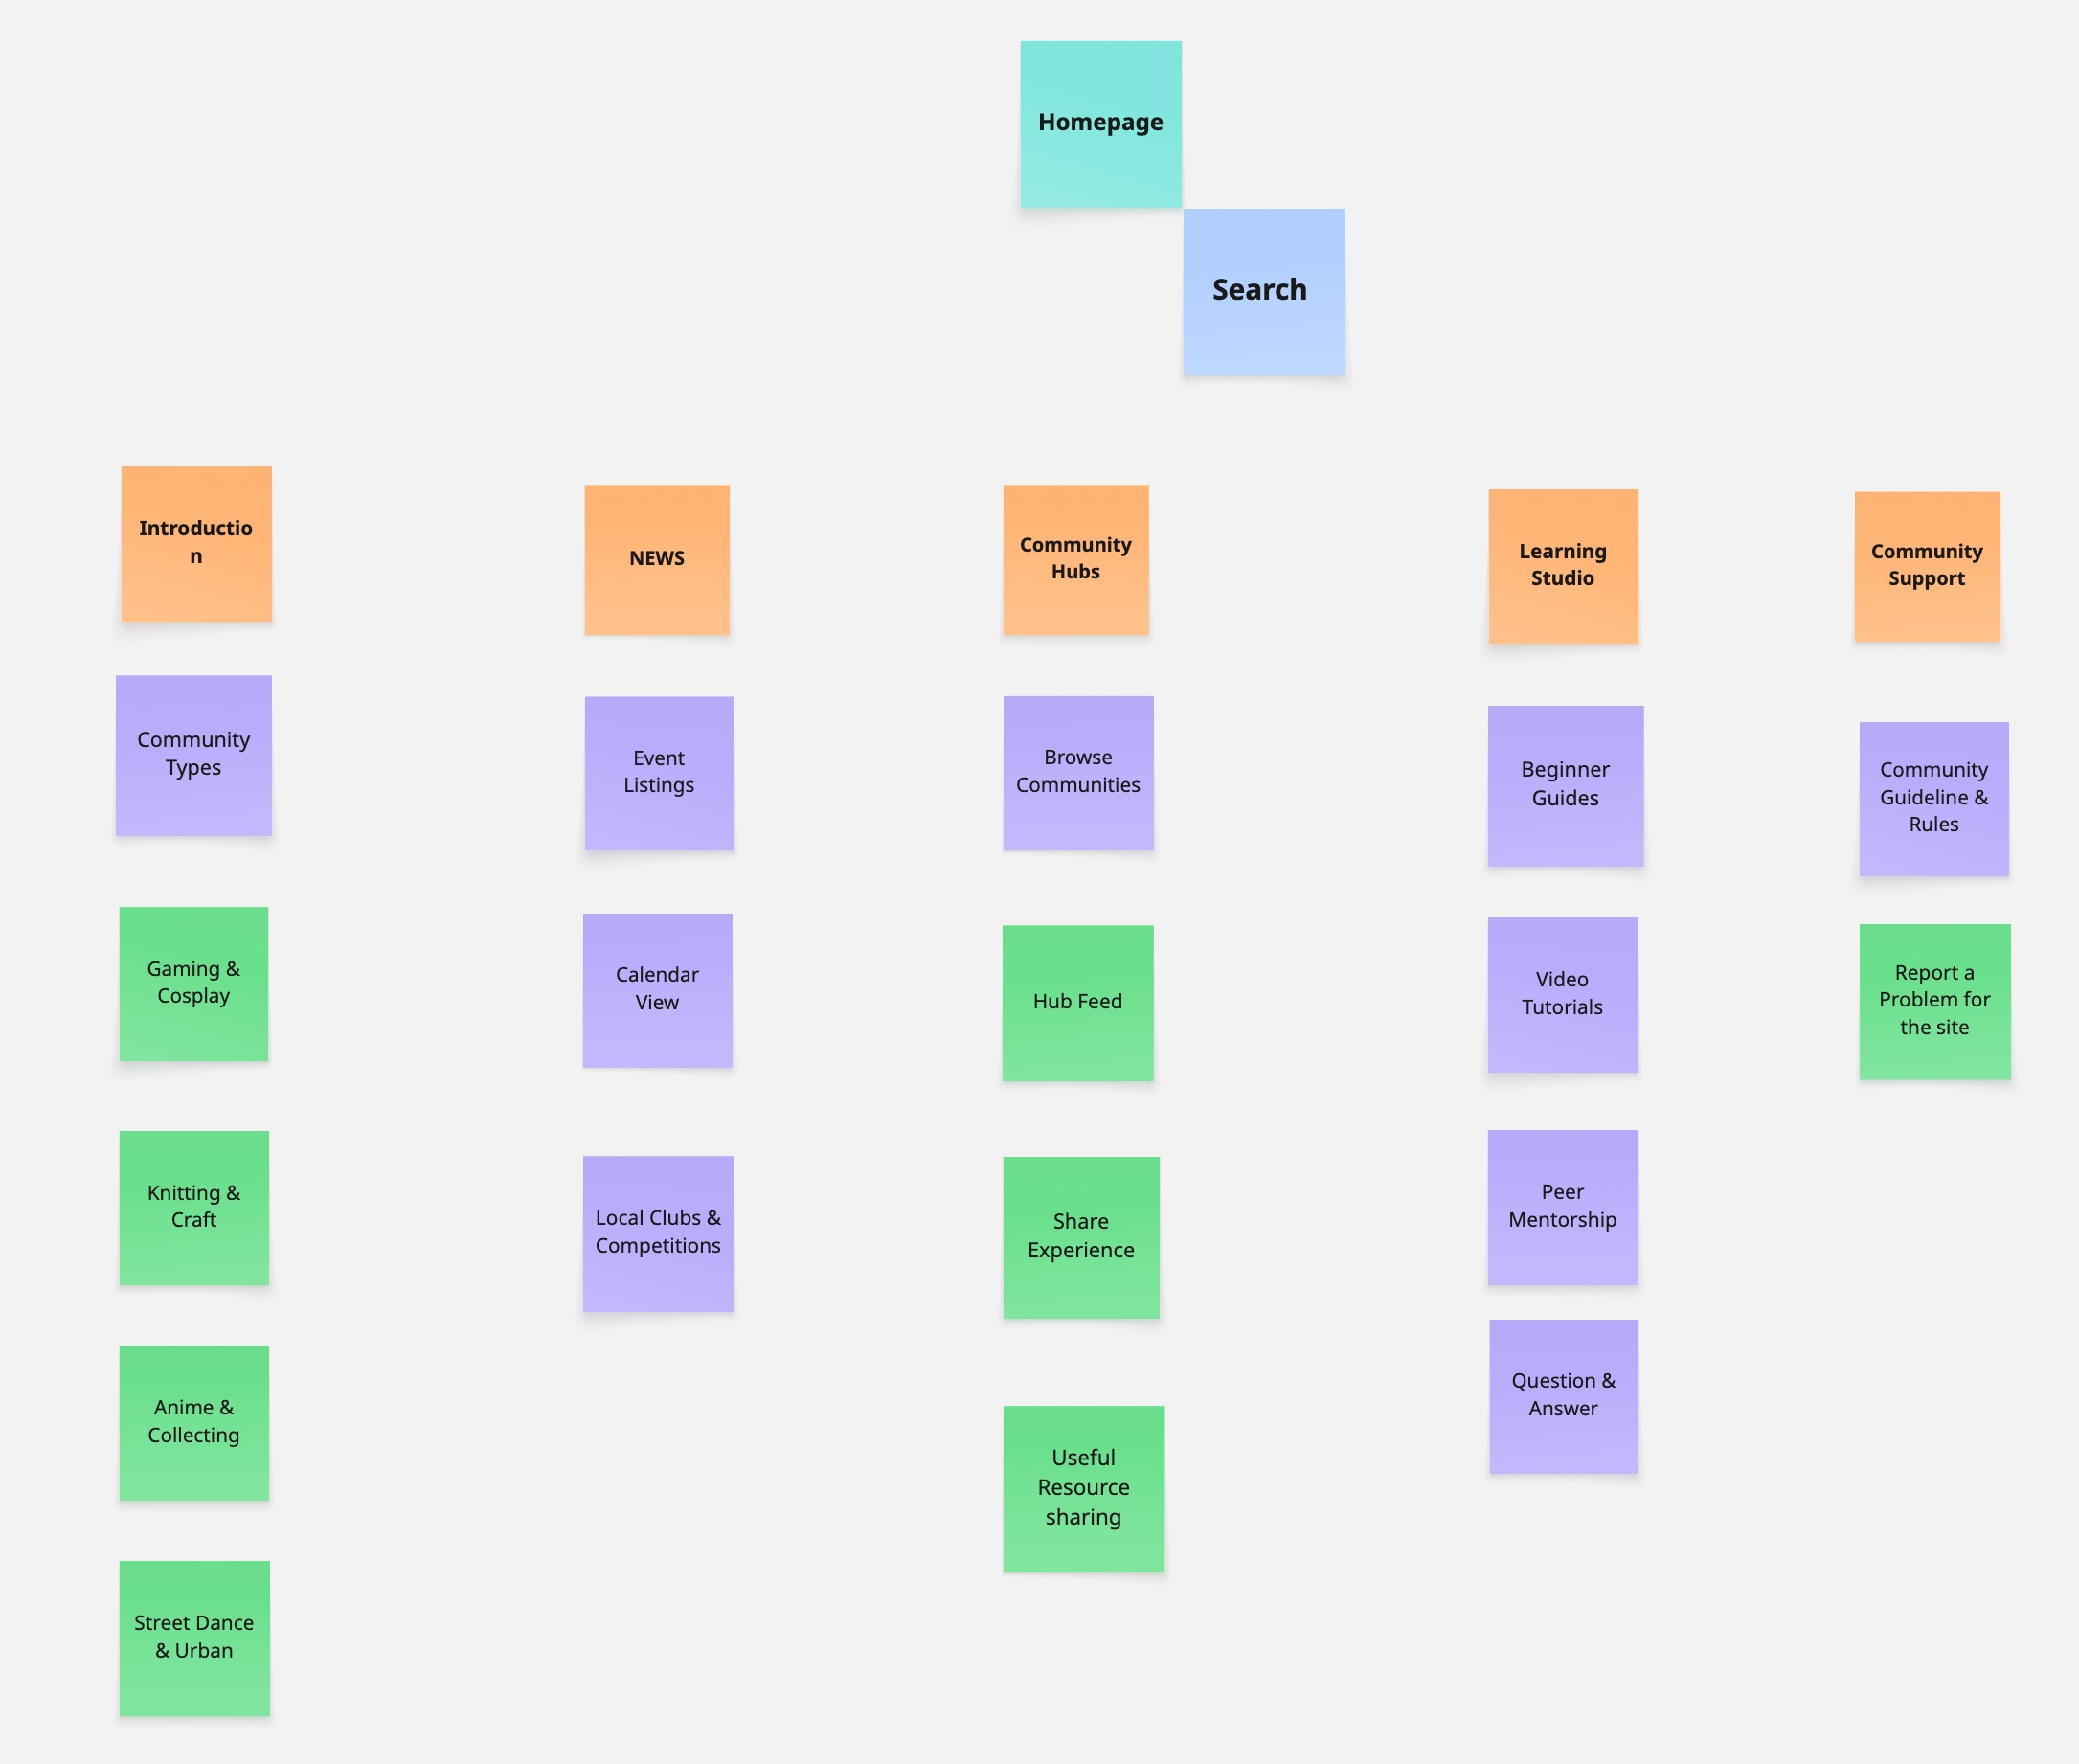 Homepage
Search
Introductio
n
NEWS
Community
Hubs
Learning
Studio
Community
Support
Community
Types
Event
Listings
Browse
Communities
Beginner
Guides
Community
Guideline &
Rules
Gaming &
Cosplay
Calendar
View
Hub Feed
Video
Tutorials
Report a
Problem for
the site
Knitting &
Craft
Local Clubs &
Competitions
Share
Experience
Peer
Mentorship
Anime &
Collecting
Useful
Resource
sharing
Question &
Answer
Street Dance
& Urban